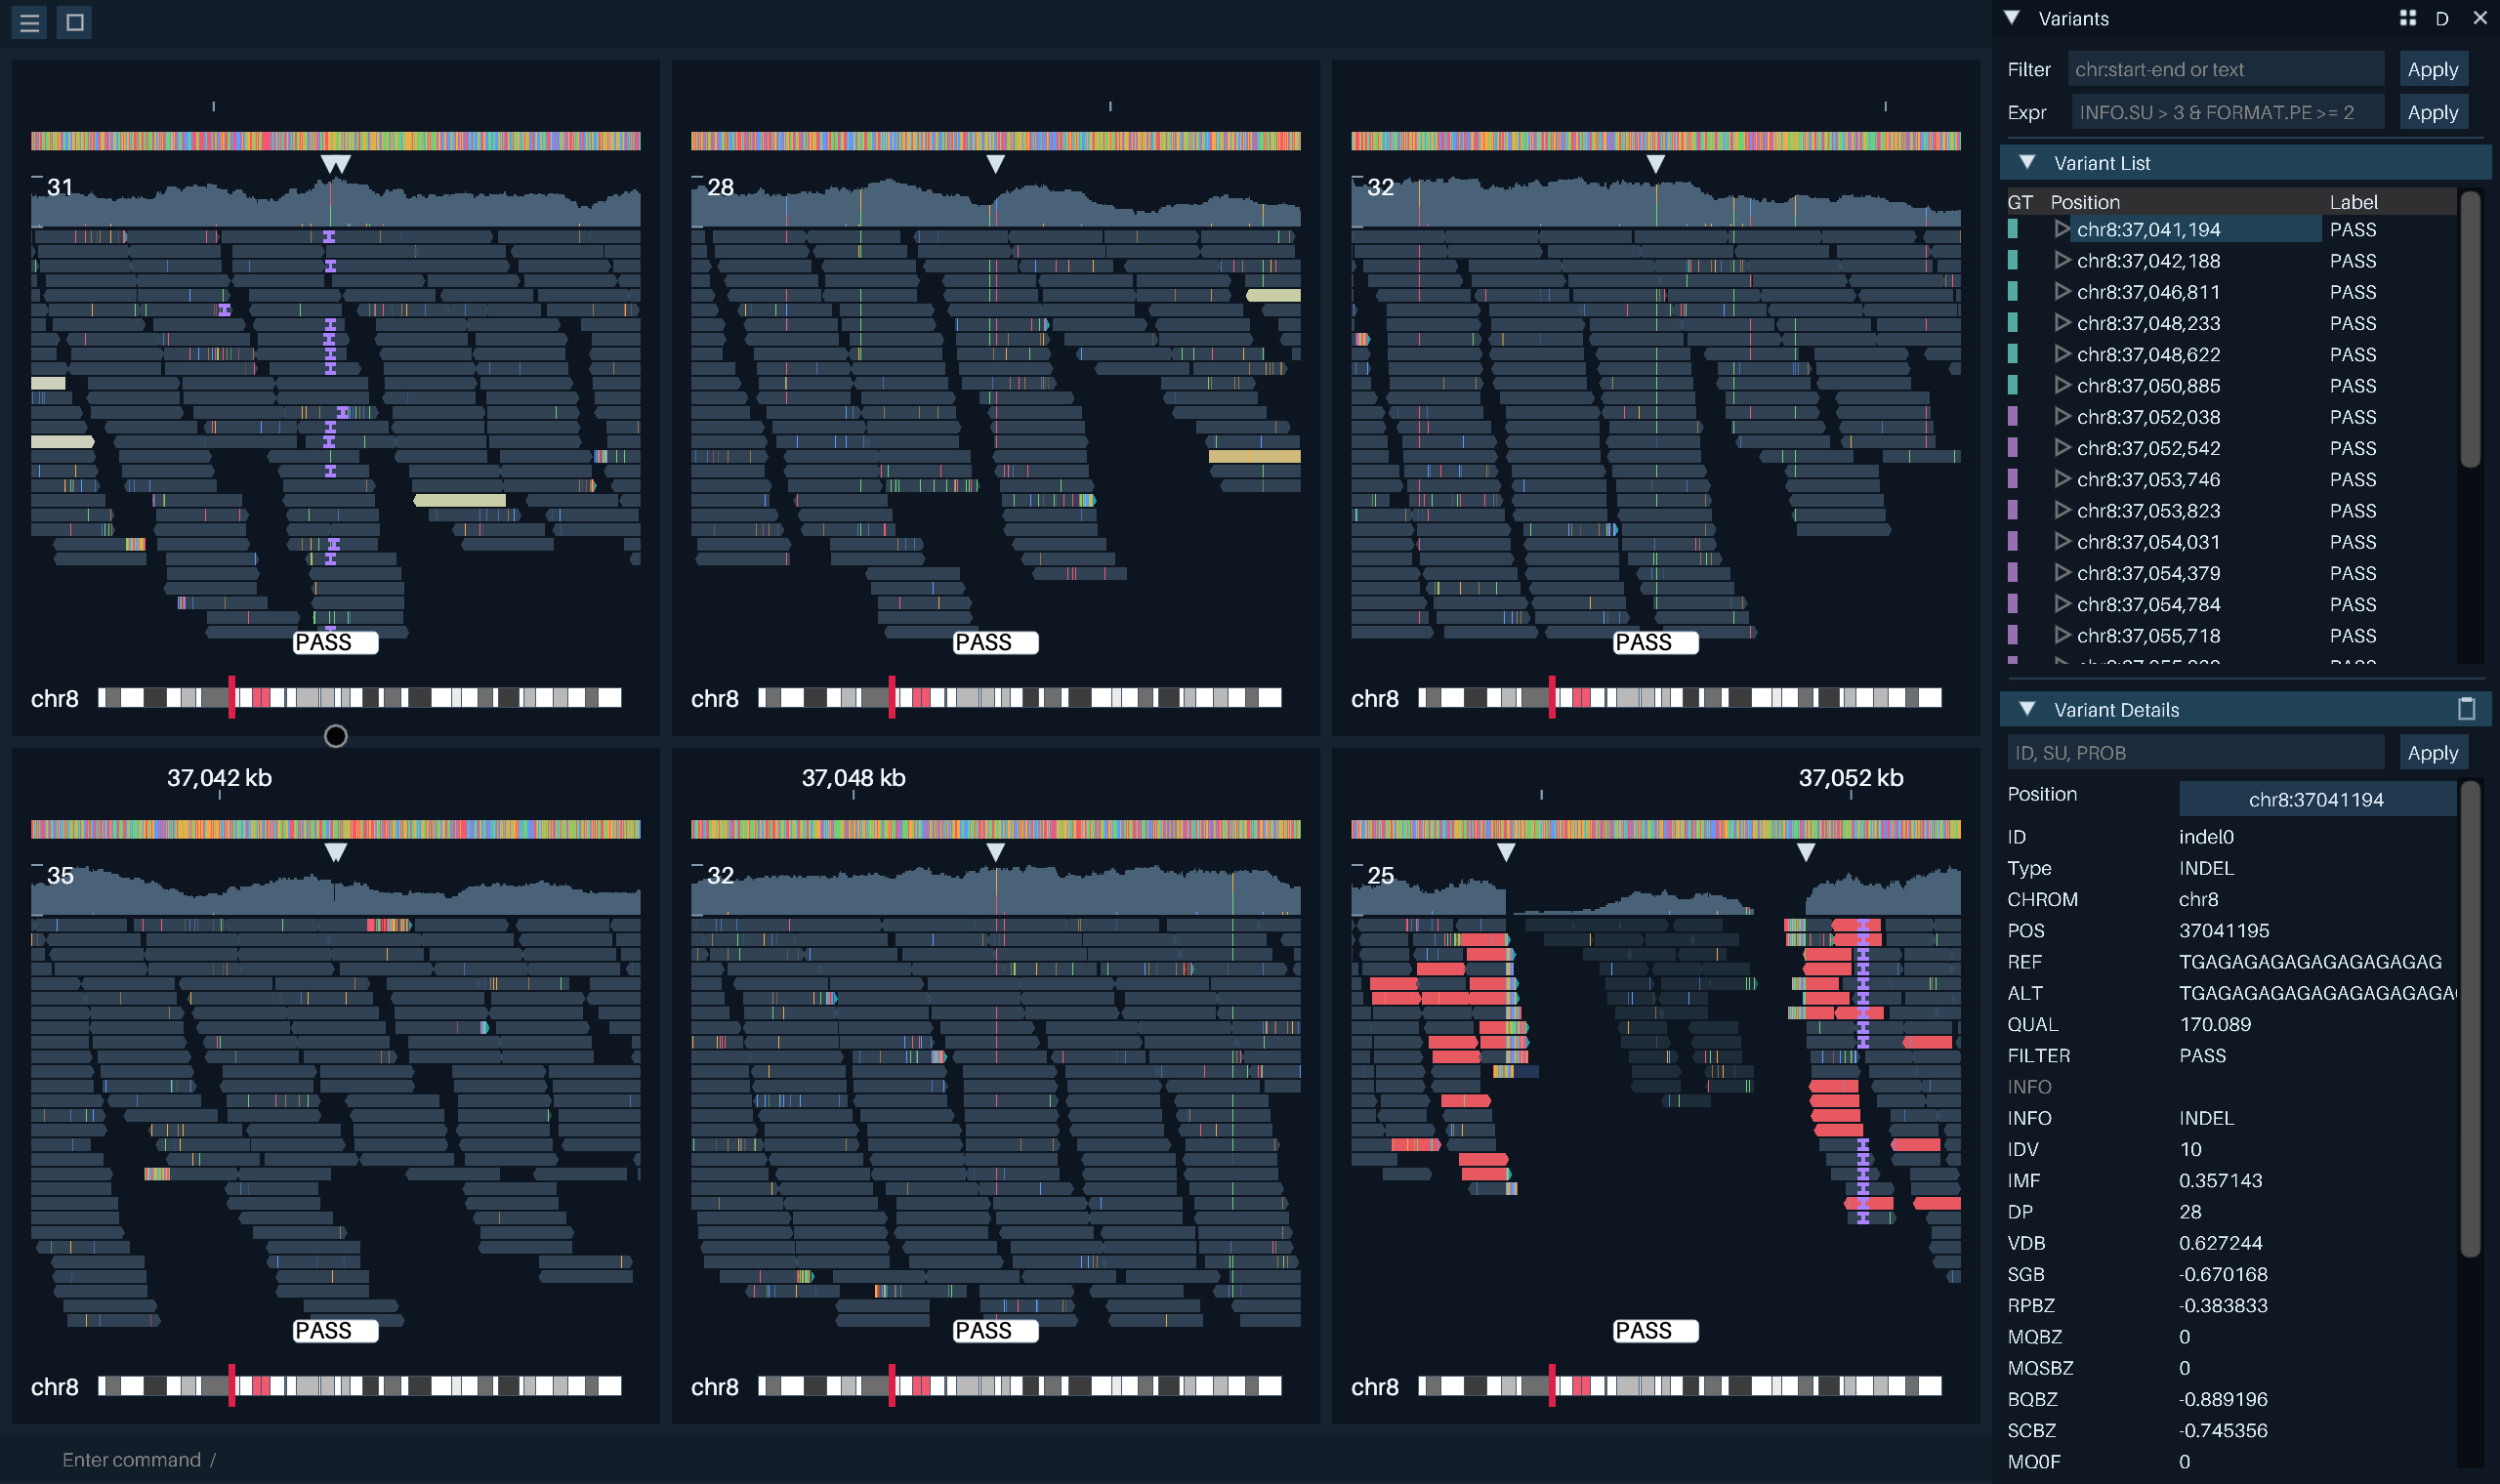 31
28
32
PASS
PASS
PASS
chr8
chr8
chr8
37,042 kb
37,048 kb
37,052 kb
35
32
25
PASS
PASS
PASS
chr8
chr8
chr8
Enter command /
Variants
D
Filter chr:start-end or text Apply
Expr INFO.SU > 3 & FORMAT.PE >= 2 Apply
Variant List
GT Position Label
chr8:37,041,194 PASS
chr8:37,042,188 PASS
chr8:37,046,811 PASS
chr8:37,048,233 PASS
chr8:37,048,622 PASS
chr8:37,050,885 PASS
chr8:37,052,038 PASS
chr8:37,052,542 PASS
chr8:37,053,746 PASS
chr8:37,053,823 PASS
chr8:37,054,031 PASS
chr8:37,054,379 PASS
chr8:37,054,784 PASS
chr8:37,055,718 PASS
Variant Details
ID, SU, PROB Apply
Position chr8:37041194
ID indel0
Type INDEL
CHROM chr8
POS 37041195
REF TGAGAGAGAGAGAGAGAGAG
ALT TGAGAGAGAGAGAGAGAGAGA
QUAL 170.089
FILTER PASS
INFO
INFO INDEL
IDV 10
IMF 0.357143
DP 28
VDB 0.627244
SGB -0.670168
RPBZ -0.383833
MQBZ 0
MQSBZ 0
BQBZ -0.889196
SCBZ -0.745356
MQ0F 0